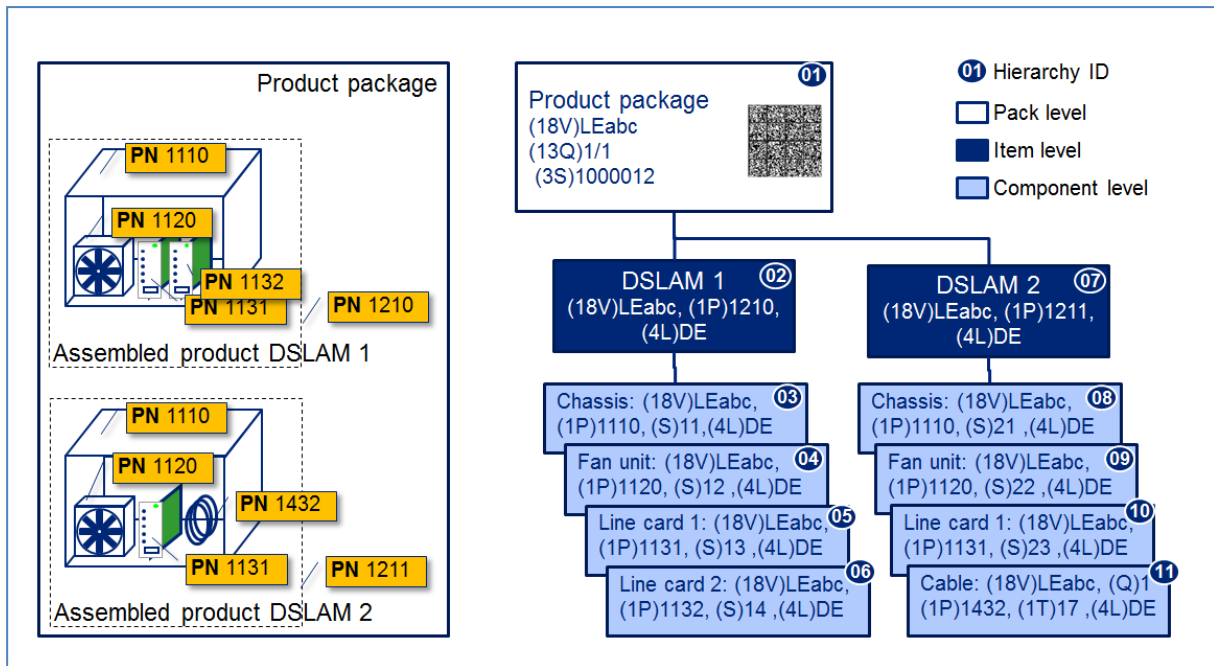 Product package
PN 1110
PN 1120
PN 1132
PN 1131
PN 1210
Assembled product DSLAM 1
PN 1110
PN 1120
PN 1432
PN 1131
PN 1211
Assembled product DSLAM 2
01
Product package
(18V)LEabc
(13Q)1/1
(3S)1000012
DSLAM 1
02
(18V)LEabc, (1P)1210,
(4L)DE
DSLAM 2
07
(18V)LEabc, (1P)1211,
(4L)DE
Chassis: (18V)LEabc,
03
(1P)1110, (S)11,(4L)DE
Fan unit: (18V)LEabc,
04
(1P)1120, (S)12 ,(4L)DE
Line card 1: (18V)LEabc,
05
(1P)1131, (S)13 ,(4L)DE
Line card 2: (18V)LEabc,
06
(1P)1132, (S)14 ,(4L)DE
Chassis: (18V)LEabc,
08
(1P)1110, (S)21 ,(4L)DE
Fan unit: (18V)LEabc,
09
(1P)1120, (S)22 ,(4L)DE
Line card 1: (18V)LEabc,
10
(1P)1131, (S)23 ,(4L)DE
Cable: (18V)LEabc, (Q)1
11
(1P)1432, (1T)17 ,(4L)DE
01 Hierarchy ID
Pack level
Item level
Component level